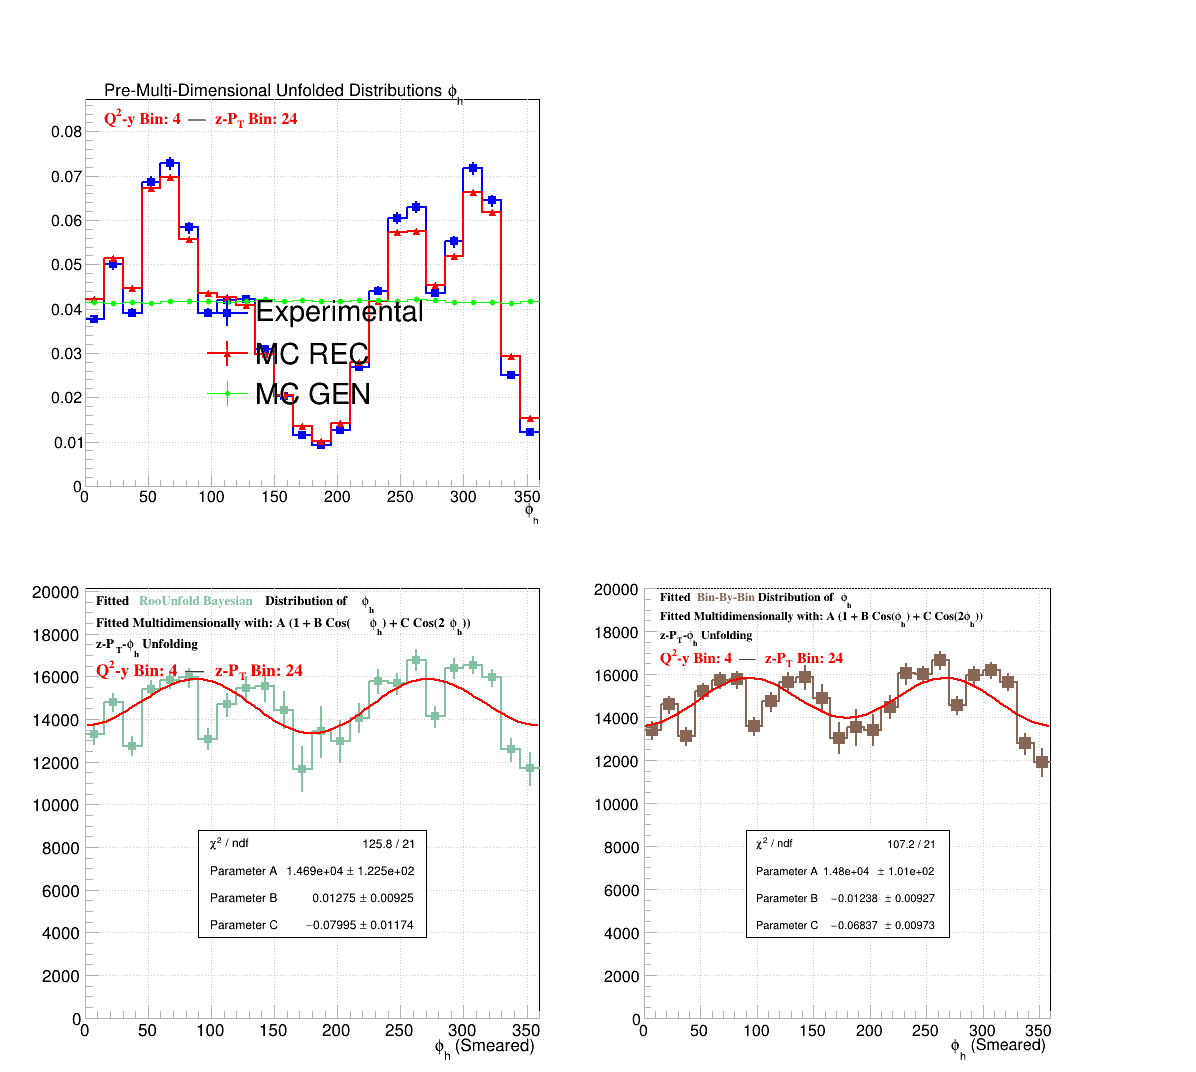 Pre-Multi-Dimensional Unfolded Distributions ϕh
Q2-y Bin: 4 — z-PT Bin: 24
0.08
0.07
0.06
0.05
0.04
0.03
0.02
0.01
0
Experimental
MC REC
MC GEN
0 50 100 150 200 250 300 350
ϕh
20000
18000
16000
14000
12000
10000
8000
6000
4000
2000
0
Fitted RooUnfold Bayesian Distribution of ϕh
Fitted Multidimensionally with: A (1 + B Cos( ϕh) + C Cos(2 ϕh))
z-PT-ϕh Unfolding
Q2-y Bin: 4 — z-PT Bin: 24
χ2 / ndf 125.8 / 21
Parameter A 1.469e+04 ± 1.225e+02
Parameter B 0.01275 ± 0.00925
Parameter C −0.07995 ± 0.01174
0 50 100 150 200 250 300 350
ϕh (Smeared)
20000
18000
16000
14000
12000
10000
8000
6000
4000
2000
0
Fitted Bin-By-Bin Distribution of ϕh
Fitted Multidimensionally with: A (1 + B Cos(ϕh) + C Cos(2ϕh))
z-PT-ϕh Unfolding
Q2-y Bin: 4 — z-PT Bin: 24
χ2 / ndf 107.2 / 21
Parameter A 1.48e+04 ± 1.01e+02
Parameter B −0.01238 ± 0.00927
Parameter C −0.06837 ± 0.00973
0 50 100 150 200 250 300 350
ϕh (Smeared)